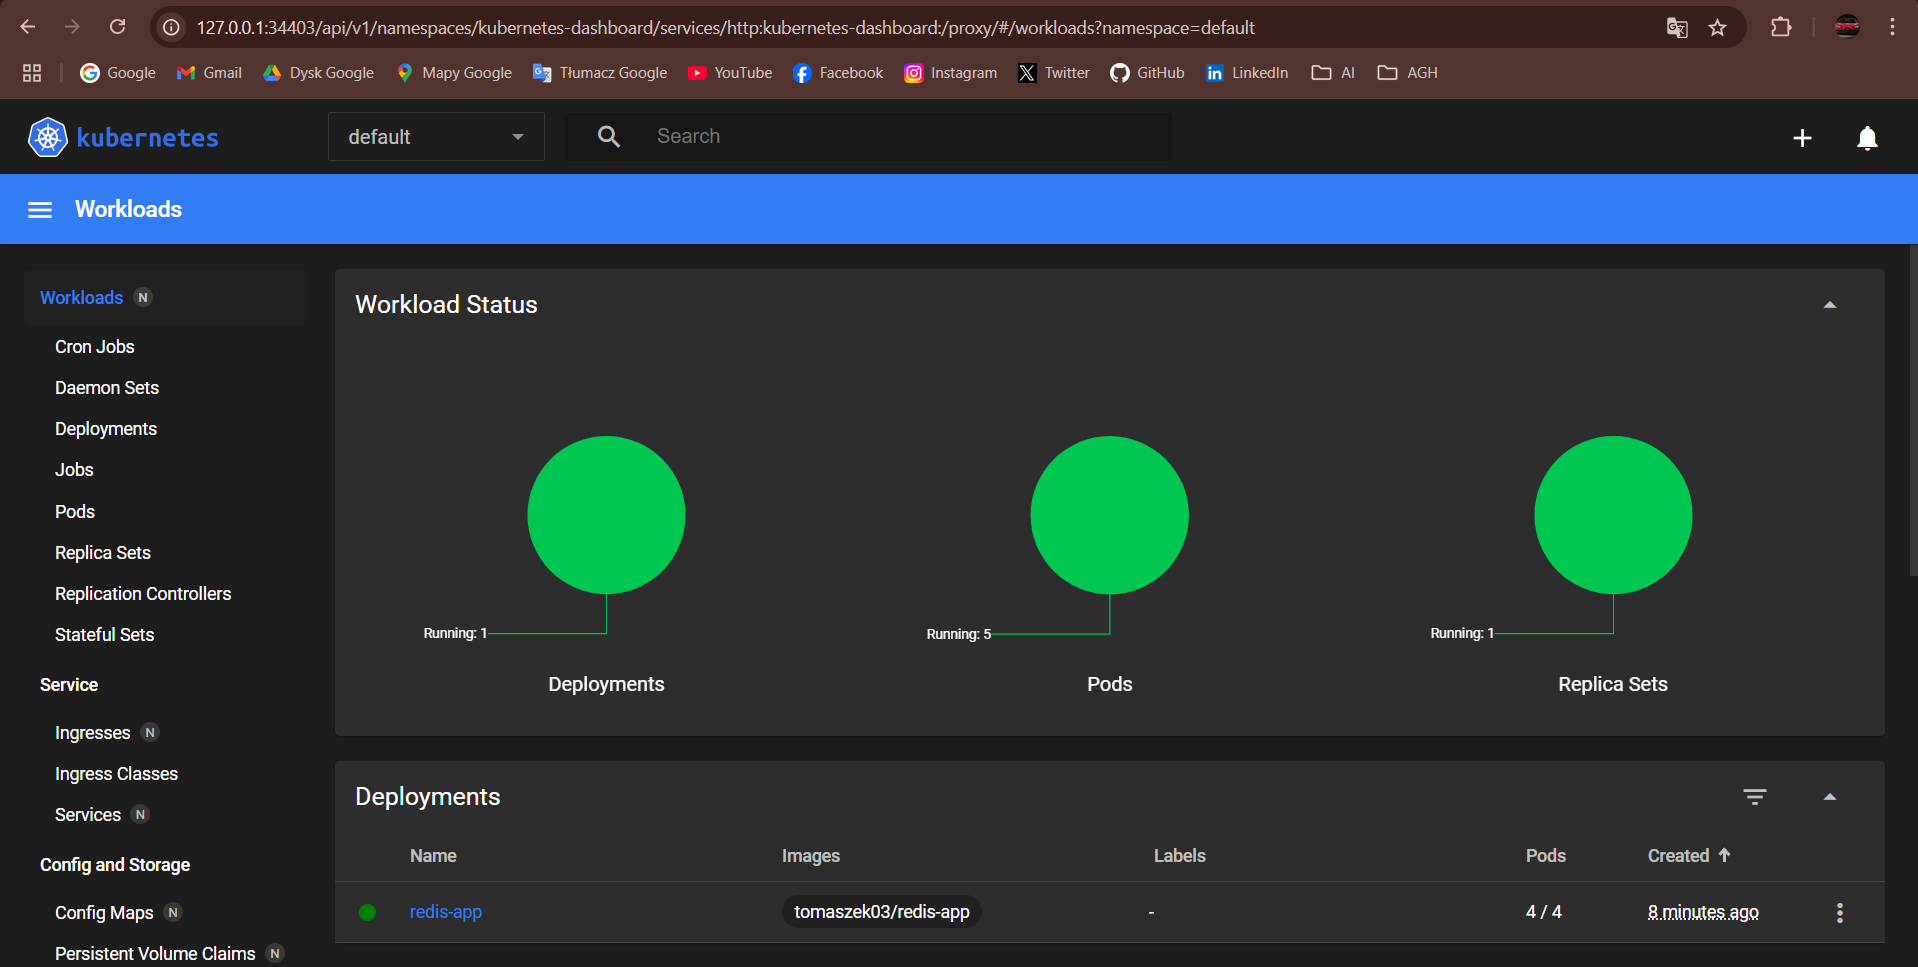 127.0.0.1:34403/api/v1/namespaces/kubernetes-dashboard/services/http:kubernetes-dashboard:/proxy/#/workloads?namespace=default
Google Gmail Dysk Google Mapy Google Tłumacz Google YouTube Facebook Instagram Twitter GitHub LinkedIn AI AGH
kubernetes default Search
Workloads
Workloads N
Cron Jobs
Daemon Sets
Deployments
Jobs
Pods
Replica Sets
Replication Controllers
Stateful Sets
Service
Ingresses N
Ingress Classes
Services N
Config and Storage
Config Maps N
Persistent Volume Claims N
Workload Status
Running: 1
Deployments
Running: 5
Pods
Running: 1
Replica Sets
Deployments
Name Images Labels Pods Created
redis-app tomaszek03/redis-app - 4 / 4 8 minutes ago